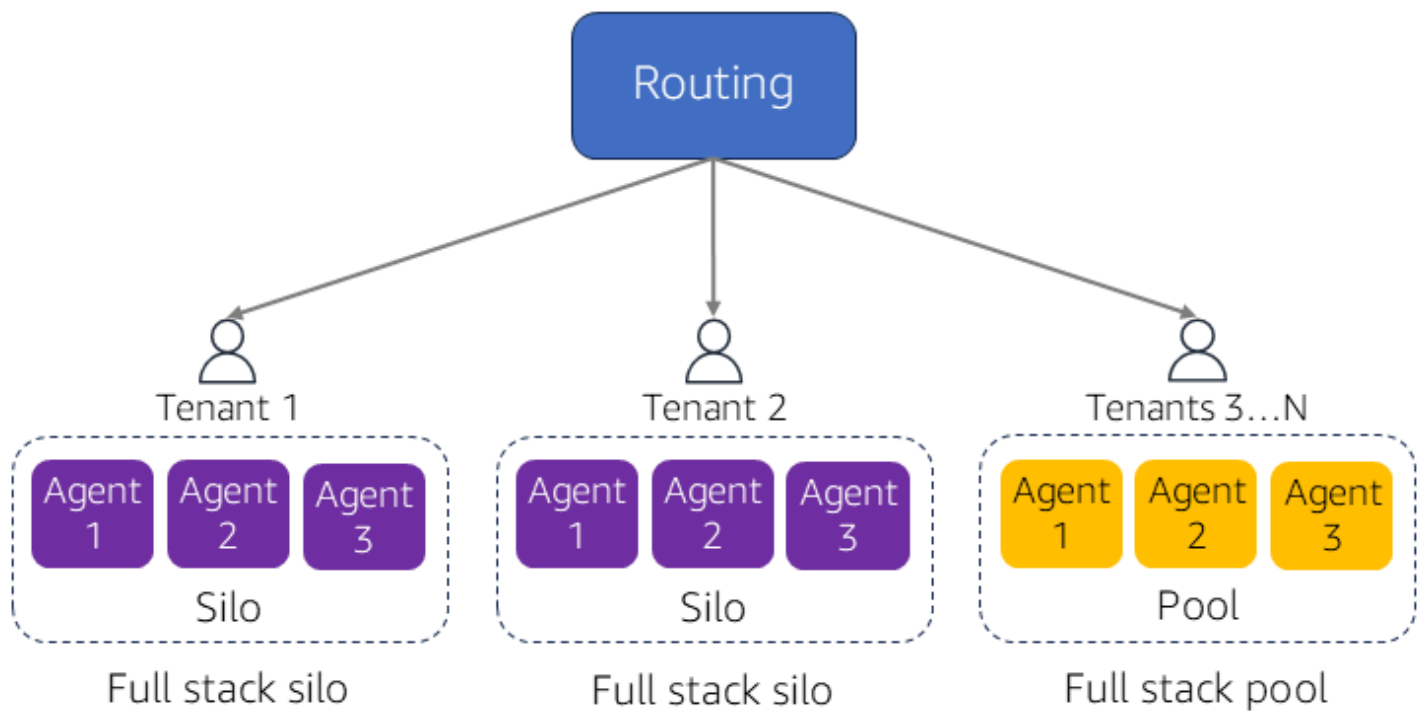 Routing
Tenant 1
Tenant 2
Tenants 3...N
Agent
1
Agent
2
Agent
3
Silo
Agent
1
Agent
2
Agent
3
Silo
Agent
1
Agent
2
Agent
3
Pool
Full stack silo
Full stack silo
Full stack pool